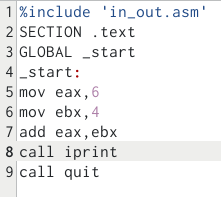 1 %include 'in_out.asm'
2 SECTION .text
3 GLOBAL _start
4 _start:
5 mov eax,6
6 mov ebx,4
7 add eax,ebx
8 call iprint
9 call quit